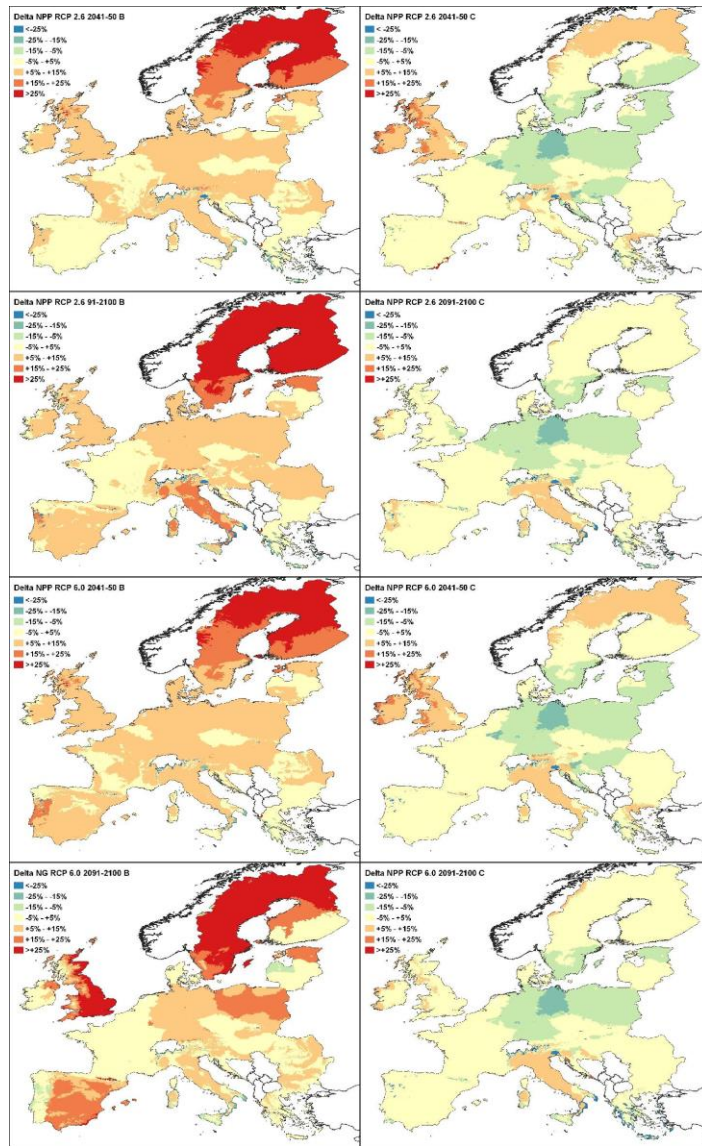 Delta NPP RCP 2.6 2041-50 B
<-25%
-25% - -15%
-15% - -5%
-5% - +5%
+5% - +15%
+15% - +25%
>25%
Delta NPP RCP 2.6 2041-50 C
< -25%
-25% - -15%
-15% - -5%
-5% - +5%
+5% - +15%
+15% - +25%
>+25%
Delta NPP RCP 2.6 91-2100 B
<-25%
-25% - -15%
-15% - -5%
-5% - +5%
+5% - +15%
+15% - +25%
>25%
Delta NPP RCP 2.6 2091-2100 C
< -25%
-25% - -15%
-15% - -5%
-5% - +5%
+5% - +15%
+15% - +25%
>+25%
Delta NPP RCP 6.0 2041-50 B
<-25%
-25% - -15%
-15% - -5%
-5% - +5%
+5% - +15%
+15% - +25%
>+25%
Delta NPP RCP 6.0 2041-50 C
<-25%
-25% - -15%
-15% - -5%
-5% - +5%
+5% - +15%
+15% - +25%
>+25%
Delta NG RCP 6.0 2091-2100 B
<-25%
-25% - -15%
-15% - -5%
-5% - +5%
+5% - +15%
+15% - +25%
>+25%
Delta NPP RCP 6.0 2091-2100 C
<-25%
-25% - -15%
-15% - -5%
-5% - +5%
+5% - +15%
+15% - +25%
>+25%